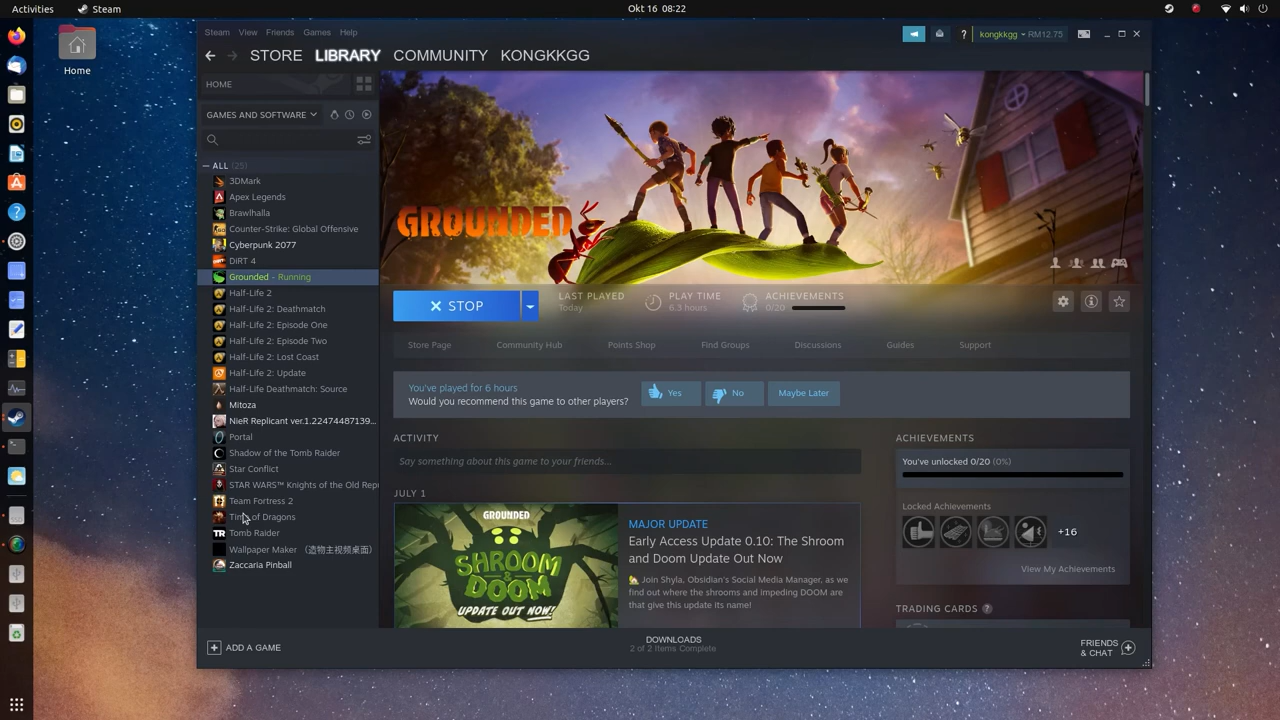 Activities
Steam
Okt 16 08:22
Home
Steam View Friends Games Help
kongkkgg RM12.75
STORE LIBRARY COMMUNITY KONGKKGG
HOME
GAMES AND SOFTWARE
ALL (25)
3DMark
Apex Legends
Brawlhalla
Counter-Strike: Global Offensive
Cyberpunk 2077
DiRT 4
Grounded - Running
Half-Life 2
Half-Life 2: Deathmatch
Half-Life 2: Episode One
Half-Life 2: Episode Two
Half-Life 2: Lost Coast
Half-Life 2: Update
Half-Life Deathmatch: Source
Mitoza
NieR Replicant ver.1.22474487139...
Portal
Shadow of the Tomb Raider
Star Conflict
STAR WARS™ Knights of the Old Repu
Team Fortress 2
Time of Dragons
Tomb Raider
Wallpaper Maker （造物主视频桌面）
Zaccaria Pinball
ADD A GAME
GROUNDED
STOP
LAST PLAYED
Today
PLAY TIME
6.3 hours
ACHIEVEMENTS
0/20
Store Page Community Hub Points Shop Find Groups Discussions Guides Support
You've played for 6 hours
Would you recommend this game to other players?
Yes No Maybe Later
ACTIVITY
Say something about this game to your friends...
JULY 1
GROUNDED
SHROOM
& DOOM
UPDATE OUT NOW!
MAJOR UPDATE
Early Access Update 0.10: The Shroom
and Doom Update Out Now
🏡 Join Shyla, Obsidian's Social Media Manager, as we
find out where the shrooms and impeding DOOM are
that give this update its name!
ACHIEVEMENTS
You've unlocked 0/20 (0%)
Locked Achievements
+16
View My Achievements
TRADING CARDS ?
DOWNLOADS
2 of 2 Items Complete
FRIENDS
& CHAT